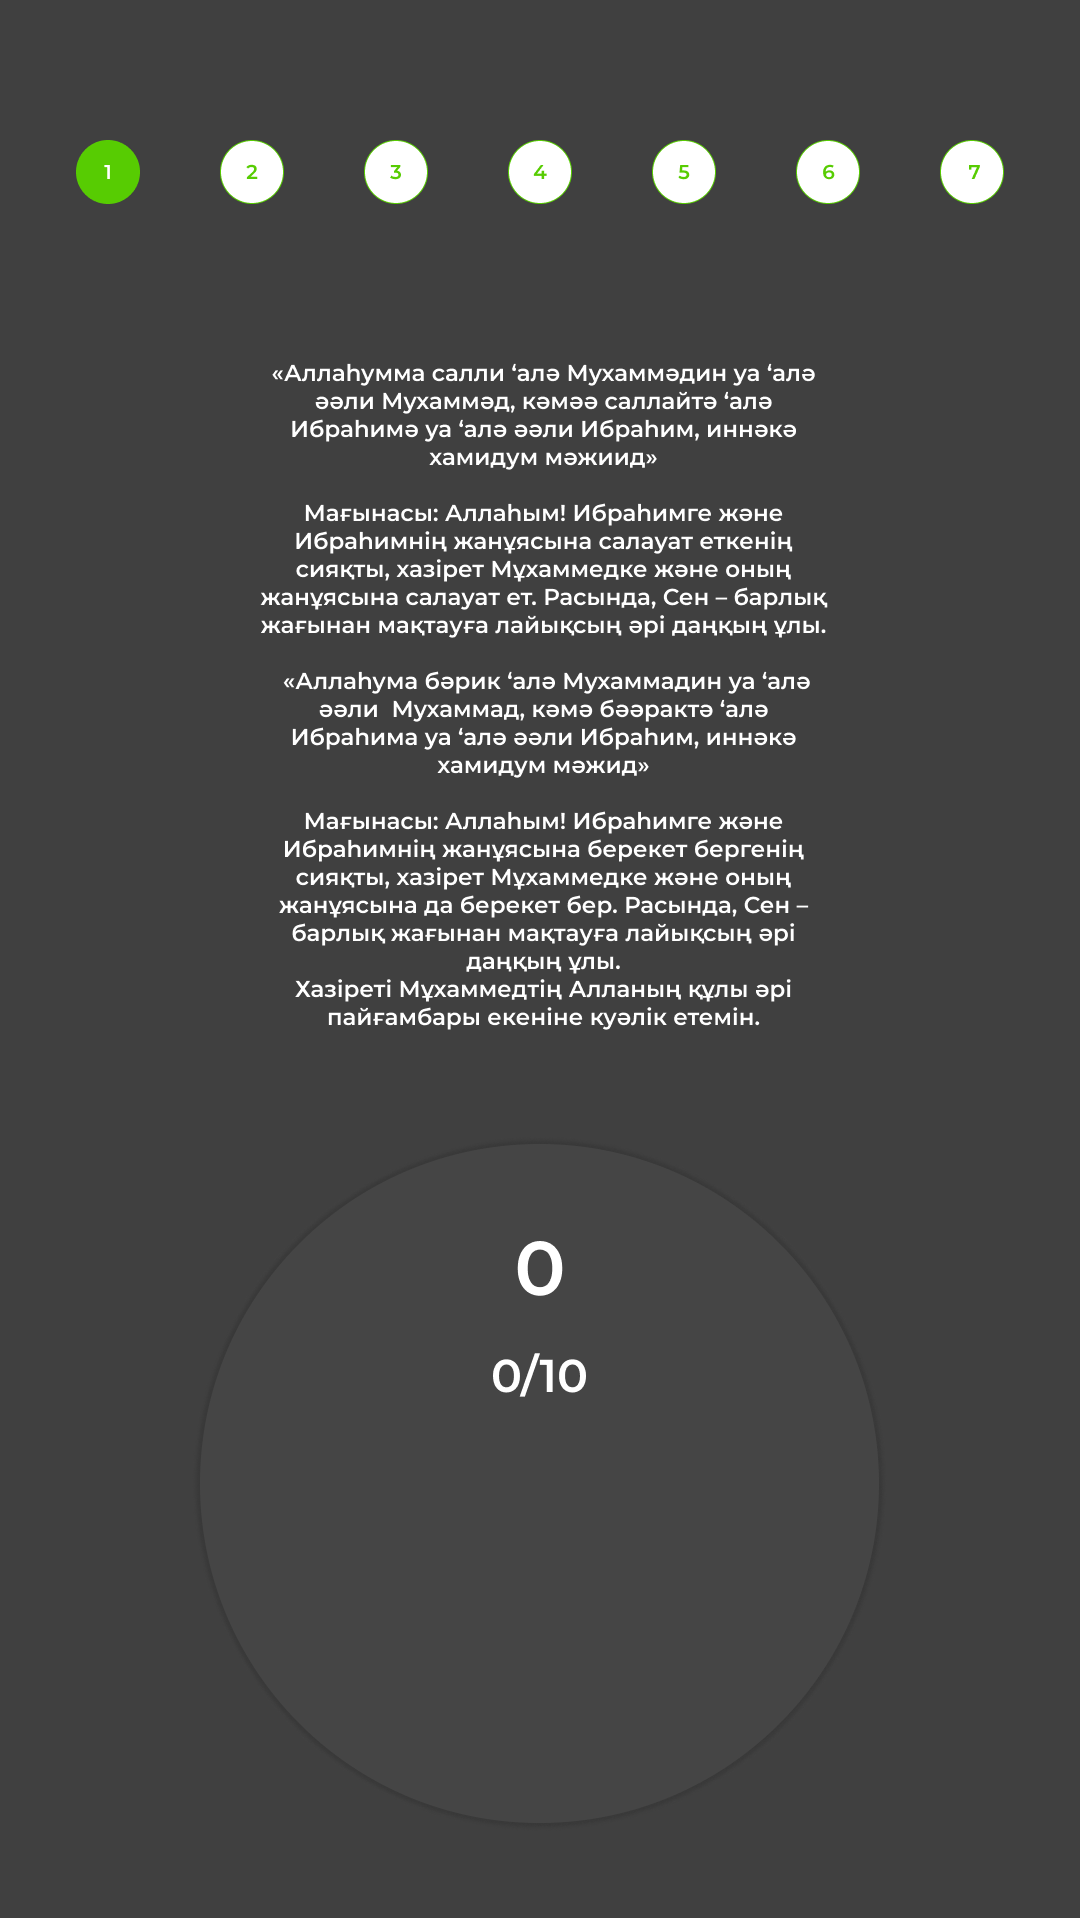 1 2 3 4 5 6 7
«Аллаһумма салли ‘алә Мухаммәдин уа ‘алә
әәли Мухаммәд, кәмәә саллайтә ‘алә
Ибраһимә уа ‘алә әәли Ибраһим, иннәкә
хамидум мәжиид»
Мағынасы: Аллаһым! Ибраһимге және
Ибраһимнің жанұясына салауат еткенің
сияқты, хазірет Мұхаммедке және оның
жанұясына салауат ет. Расында, Сен – барлық
жағынан мақтауға лайықсың әрі даңқың ұлы.
«Аллаһума бәрик ‘алә Мухаммадин уа ‘алә
әәли  Мухаммад, кәмә бәәрактә ‘алә
Ибраһима уа ‘алә әәли Ибраһим, иннәкә
хамидум мәжид»
Мағынасы: Аллаһым! Ибраһимге және
Ибраһимнің жанұясына берекет бергенің
сияқты, хазірет Мұхаммедке және оның
жанұясына да берекет бер. Расында, Сен –
барлық жағынан мақтауға лайықсың әрі
даңқың ұлы.
Хазіреті Мұхаммедтің Алланың құлы әрі
пайғамбары екеніне куәлік етемін.
0
0/10